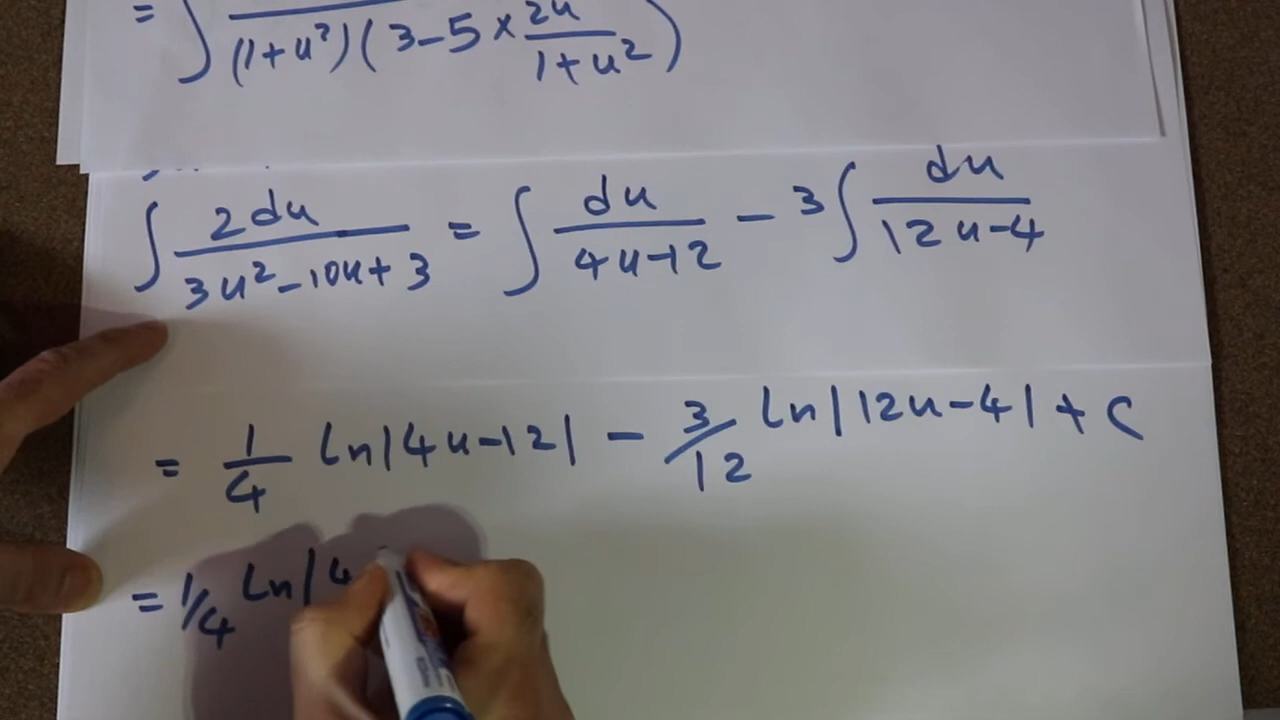 = ∫ / (1+u²)(3-5×2u/1+u²)
∫ 2du/3u²-10u+3 = ∫ du/4u-12 - 3∫ du/12u-4
= 1/4 ln|4u-12| - 3/12 ln|12u-4| + C
= 1/4 ln|4